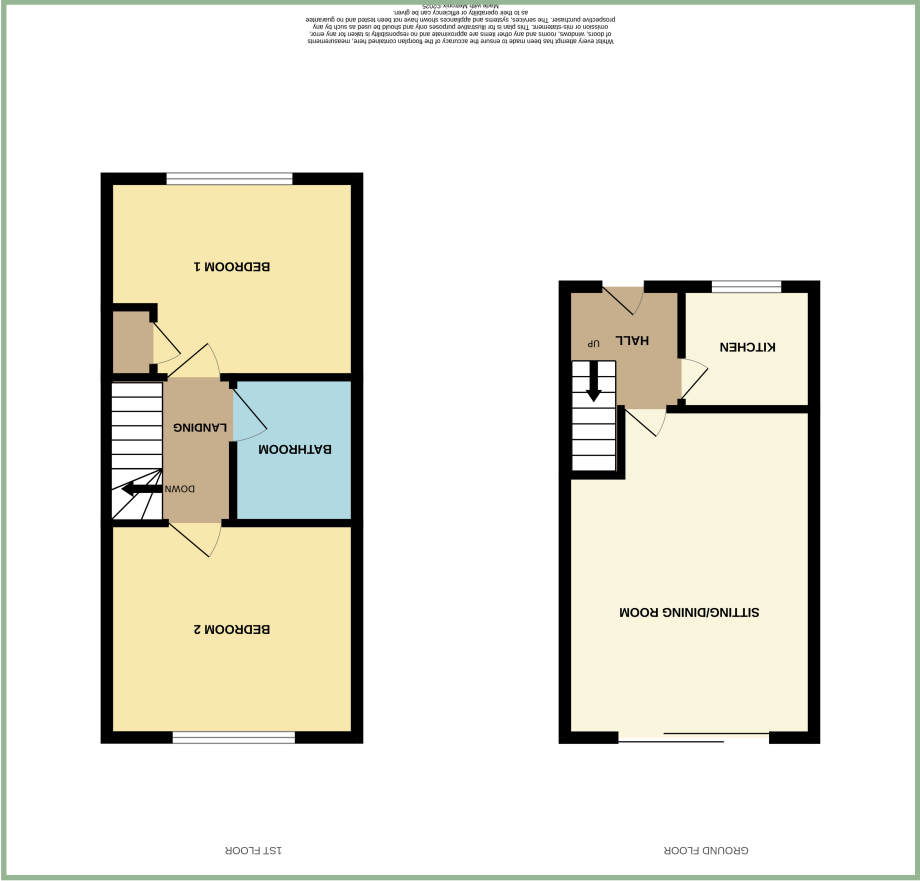 GROUND FLOOR
1ST FLOOR
SITTING/DINING ROOM
KITCHEN
HALL
UP
BEDROOM 2
DOWN
BATHROOM
LANDING
BEDROOM 1
Whilst every attempt has been made to ensure the accuracy of the floorplan contained here, measurements
of doors, windows, rooms and any other items are approximate and no responsibility is taken for any error,
omission or mis-statement. This plan is for illustrative purposes only and should be used as such by any
prospective purchaser. The services, systems and appliances shown have not been tested and no guarantee
as to their operability or efficiency can be given.
Made with Metropix ©2025